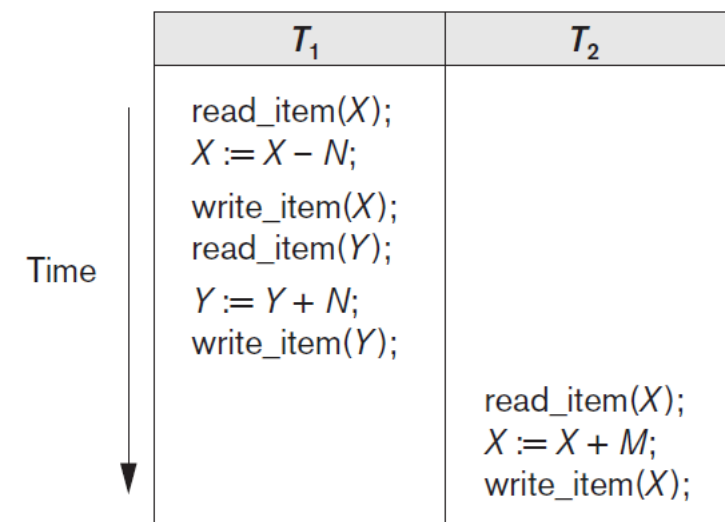 T₁ T₂
read_item(X);
X := X – N;
write_item(X);
read_item(Y);
Time
Y := Y + N;
write_item(Y);
read_item(X);
X := X + M;
write_item(X);